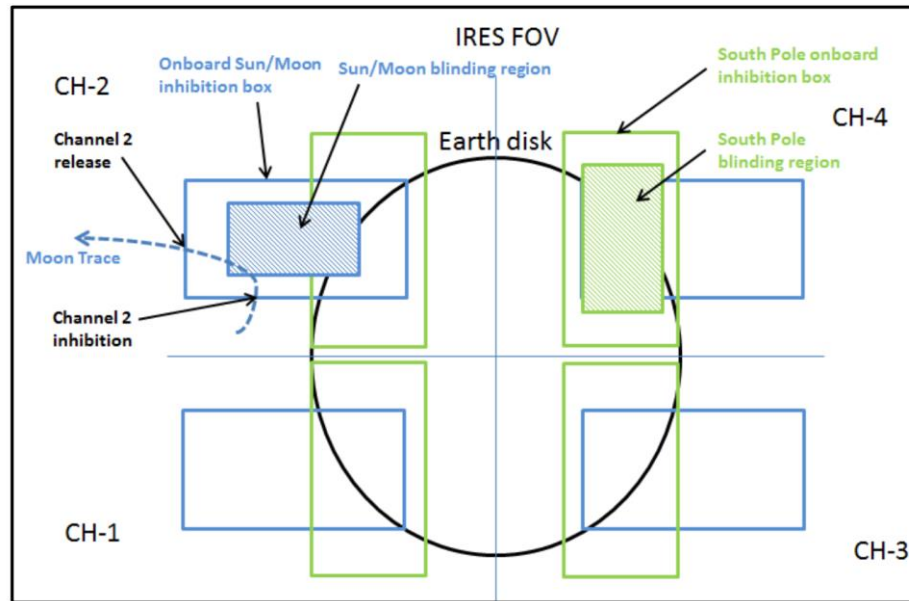 IRES FOV
CH-2
Onboard Sun/Moon
inhibition box
Sun/Moon blinding region
South Pole onboard
inhibition box
CH-4
Channel 2
release
Earth disk
South Pole
blinding region
Moon Trace
Channel 2
inhibition
CH-1
CH-3